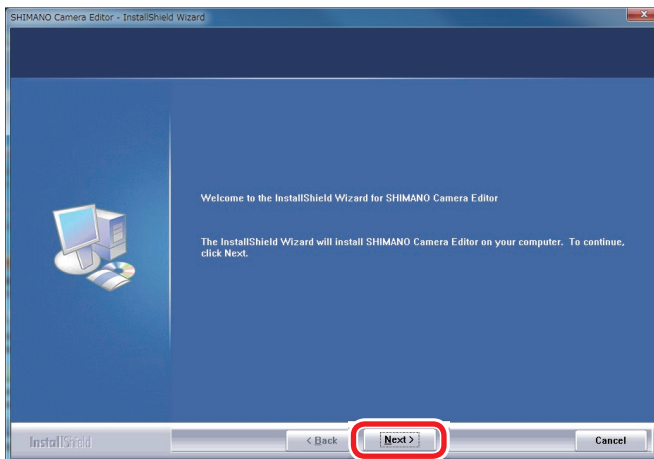 SHIMANO Camera Editor - InstallShield Wizard
Welcome to the InstallShield Wizard for SHIMANO Camera Editor
The InstallShield Wizard will install SHIMANO Camera Editor on your computer. To continue,
click Next.
InstallShield
< Back
Next >
Cancel